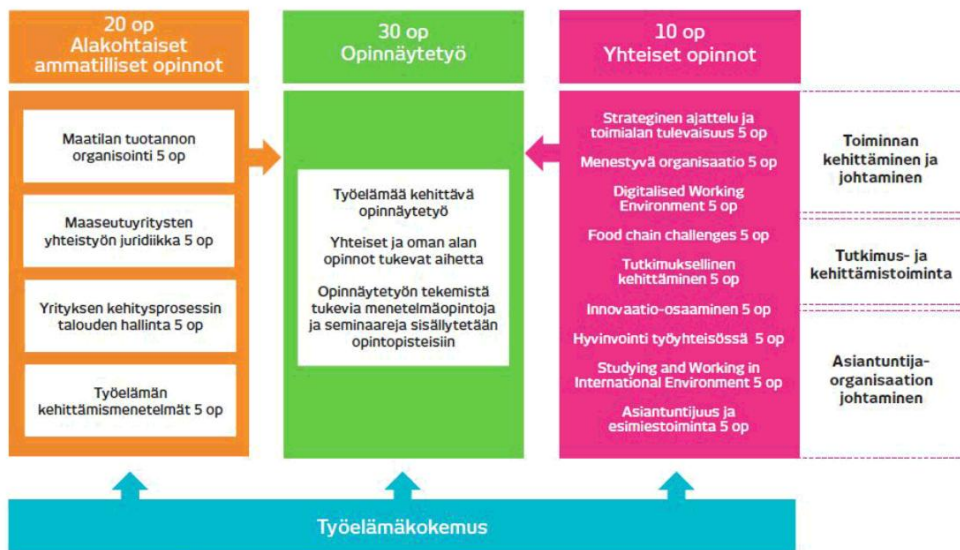 20 op
Alakohtaiset
ammatilliset opinnot
Maatilan tuotannon
organisointi 5 op
Maaseutuyritysten
yhteistyön juridiikka 5 op
Yrityksen kehitysprosessin
talouden hallinta 5 op
Työelämän
kehittämismenetelmät 5 op
30 op
Opinnäytetyö
Työelämää kehittävä
opinnäytetyö
Yhteiset ja oman alan
opinnot tukevat aihetta
Opinnäytetyön tekemistä
tukevia menetelmäopintoja
ja seminaareja sisällytetään
opintopisteisiin
10 op
Yhteiset opinnot
Strateginen ajattelu ja
toimialan tulevaisuus 5 op
Menestyvä organisaatio 5 op
Digitalised Working
Environment 5 op
Food chain challenges 5 op
Tutkimuksellinen
kehittäminen 5 op
Innovaatio-osaaminen 5 op
Hyvinvointi työyhteisössä 5 op
Studying and Working in
International Environment 5 op
Asiantuntijuus ja
esimiestoiminta 5 op
Toiminnan
kehittäminen ja
johtaminen
Tutkimus- ja
kehittämistoiminta
Asiantuntija-
organisaation
johtaminen
Työelämäkokemus